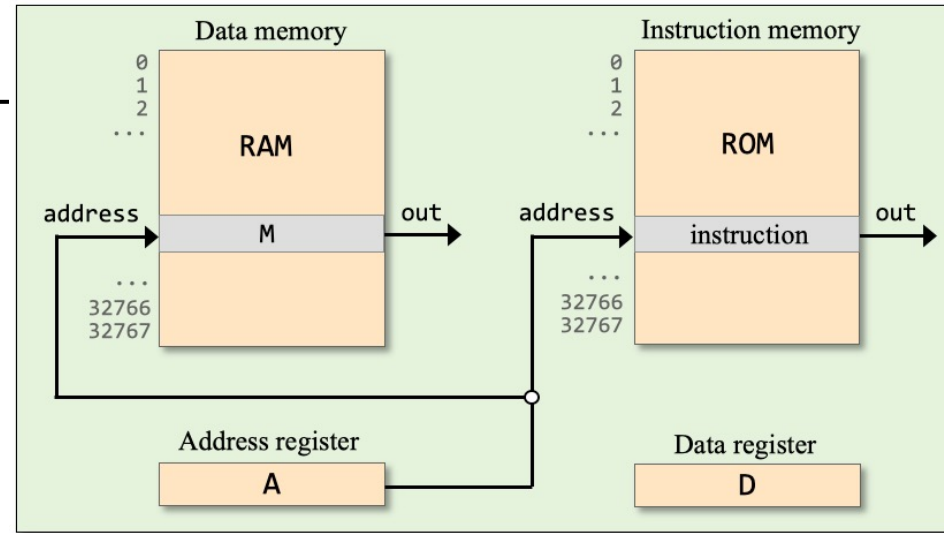 Data memory
0
1
2
...
RAM
address
M
out
...
32766
32767
Instruction memory
0
1
2
...
ROM
address
instruction
out
...
32766
32767
Address register
A
Data register
D